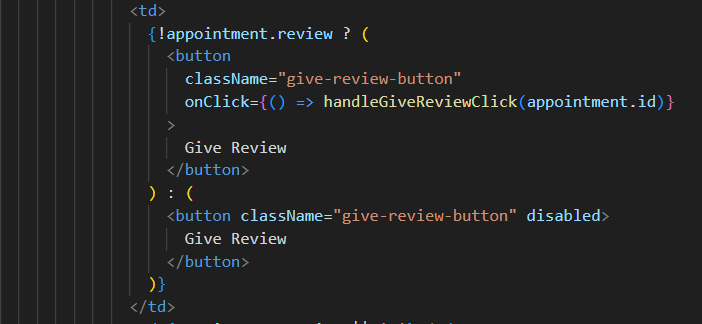 <td>
{!appointment.review ? (
<button
className="give-review-button"
onClick={() => handleGiveReviewClick(appointment.id)}
>
Give Review
</button>
) : (
<button className="give-review-button" disabled>
Give Review
</button>
)}
</td>